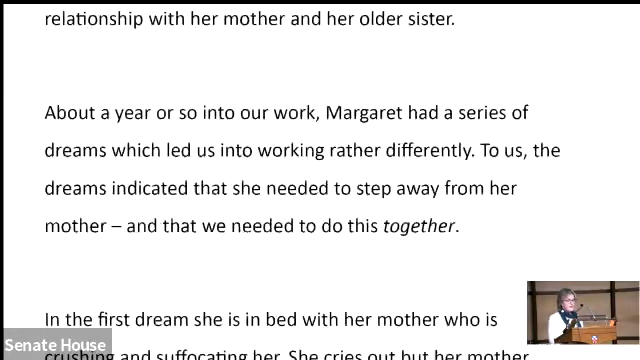 relationship with her mother and her older sister.
About a year or so into our work, Margaret had a series of
dreams which led us into working rather differently. To us, the
dreams indicated that she needed to step away from her
mother – and that we needed to do this together.
In the first dream she is in bed with her mother who is
crushing and suffocating her. She cries out but her mother
Senate House